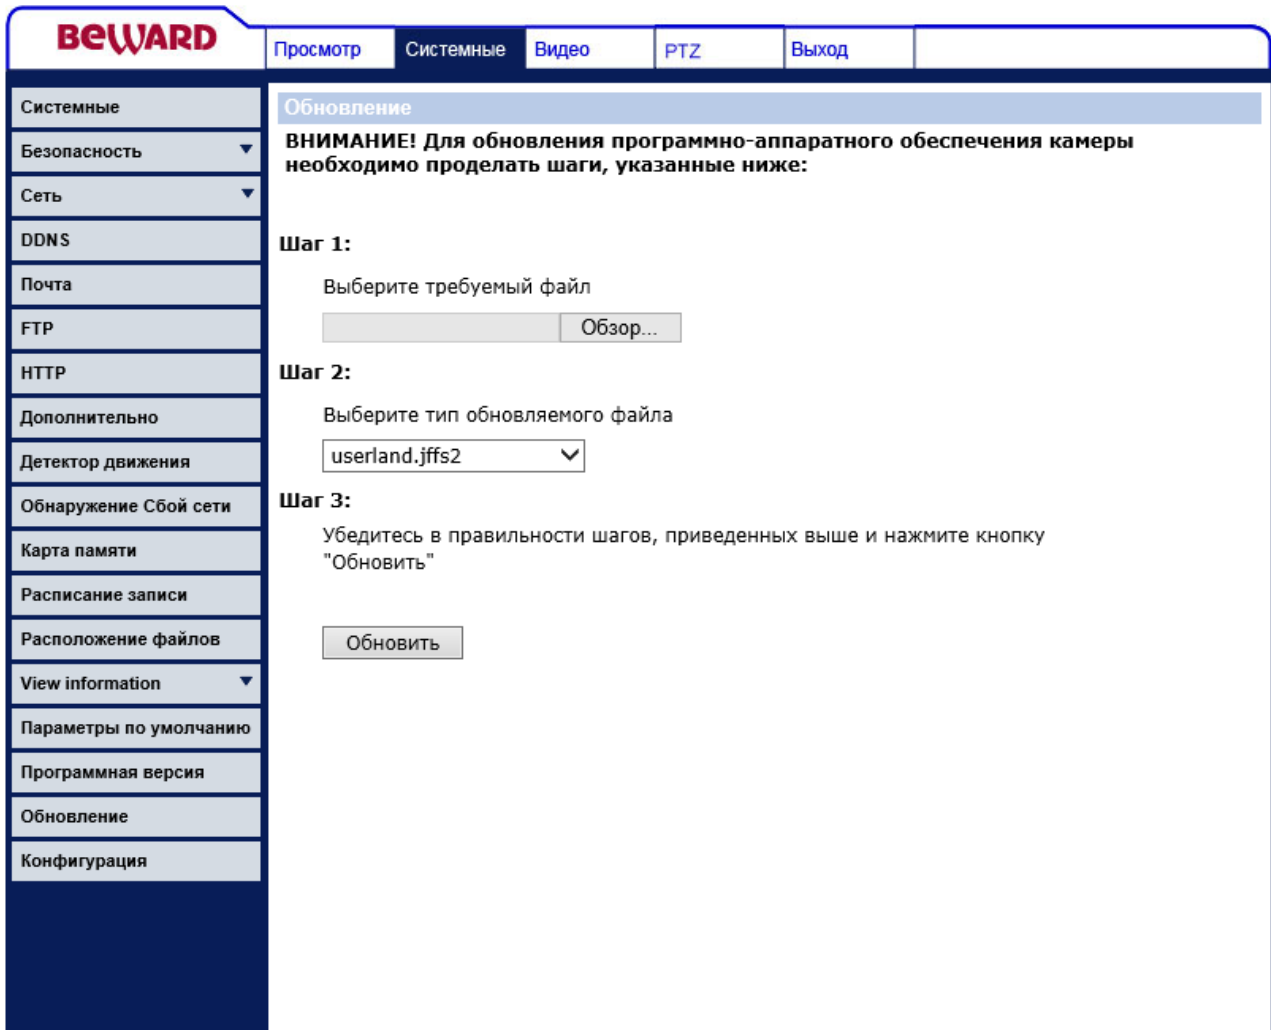 BEWARD
Просмотр
Системные
Видео
PTZ
Выход
Системные
Безопасность
Сеть
DDNS
Почта
FTP
HTTP
Дополнительно
Детектор движения
Обнаружение Сбой сети
Карта памяти
Расписание записи
Расположение файлов
View information
Параметры по умолчанию
Программная версия
Обновление
Конфигурация
Обновление
ВНИМАНИЕ! Для обновления программно-аппаратного обеспечения камеры
необходимо проделать шаги, указанные ниже:
Шаг 1:
Выберите требуемый файл
Обзор...
Шаг 2:
Выберите тип обновляемого файла
userland.jffs2
Шаг 3:
Убедитесь в правильности шагов, приведенных выше и нажмите кнопку
"Обновить"
Обновить